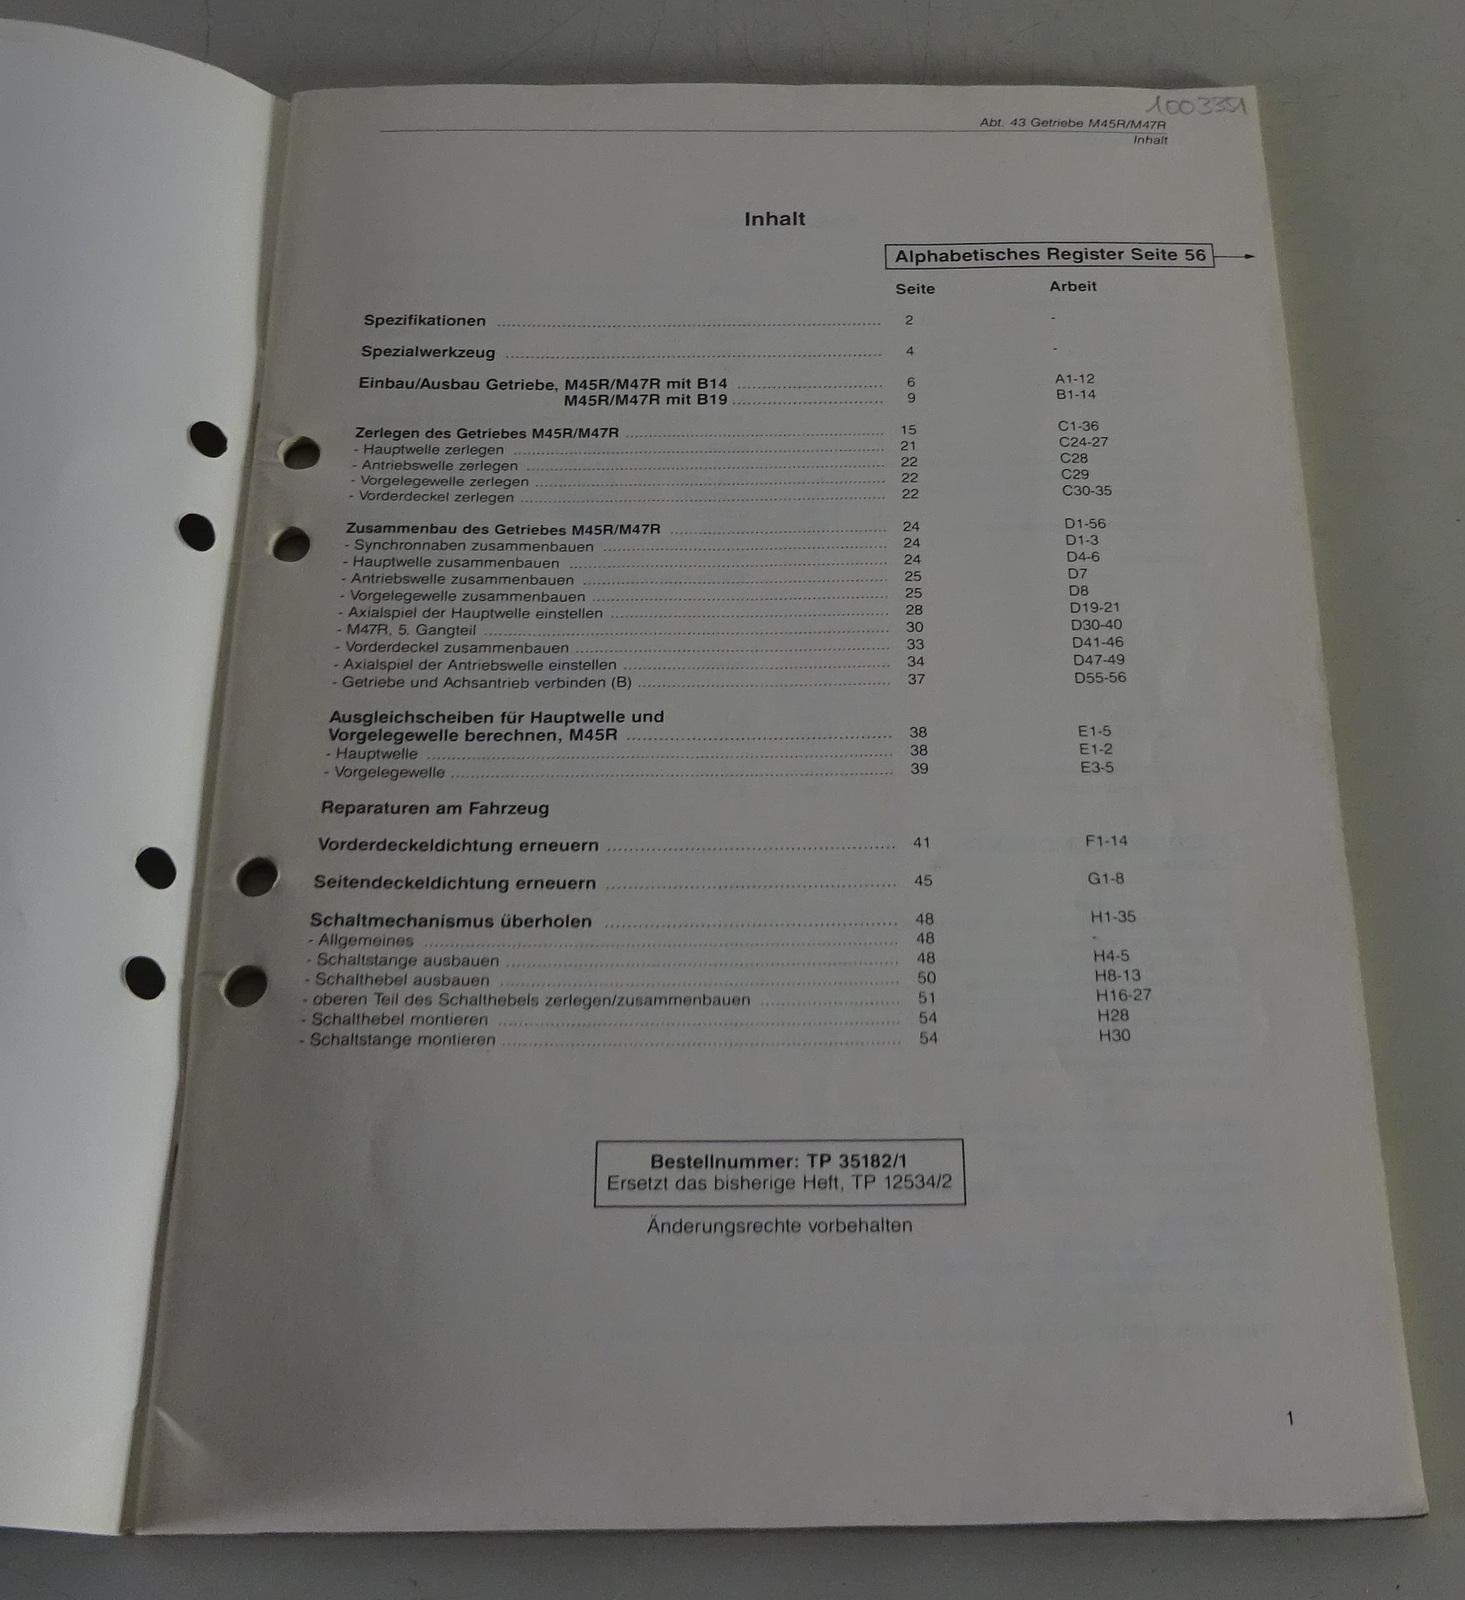 1003351
Abt. 43 Getriebe M45R/M47R
Inhalt
Inhalt
Alphabetisches Register Seite 56
Seite Arbeit
Spezifikationen 2 -
Spezialwerkzeug 4 -
Einbau/Ausbau Getriebe, M45R/M47R mit B14 6 A1-12
M45R/M47R mit B19 9 B1-14
Zerlegen des Getriebes M45R/M47R 15 C1-36
- Hauptwelle zerlegen 21 C24-27
- Antriebswelle zerlegen 22 C28
- Vorgelegewelle zerlegen 22 C29
- Vorderdeckel zerlegen 22 C30-35
Zusammenbau des Getriebes M45R/M47R 24 D1-56
- Synchronnaben zusammenbauen 24 D1-3
- Hauptwelle zusammenbauen 24 D4-6
- Antriebswelle zusammenbauen 25 D7
- Vorgelegewelle zusammenbauen 25 D8
- Axialspiel der Hauptwelle einstellen 28 D19-21
- M47R, 5. Gangteil 30 D30-40
- Vorderdeckel zusammenbauen 33 D41-46
- Axialspiel der Antriebswelle einstellen 34 D47-49
- Getriebe und Achsantrieb verbinden (B) 37 D55-56
Ausgleichscheiben für Hauptwelle und
Vorgelegewelle berechnen, M45R 38 E1-5
- Hauptwelle 38 E1-2
- Vorgelegewelle 39 E3-5
Reparaturen am Fahrzeug
Vorderdeckeldichtung erneuern 41 F1-14
Seitendeckeldichtung erneuern 45 G1-8
Schaltmechanismus überholen 48 H1-35
- Allgemeines 48 -
- Schaltstange ausbauen 48 H4-5
- Schalthebel ausbauen 50 H8-13
- oberen Teil des Schalthebels zerlegen/zusammenbauen 51 H16-27
- Schalthebel montieren 54 H28
- Schaltstange montieren 54 H30
Bestellnummer: TP 35182/1
Ersetzt das bisherige Heft, TP 12534/2
Änderungsrechte vorbehalten
1